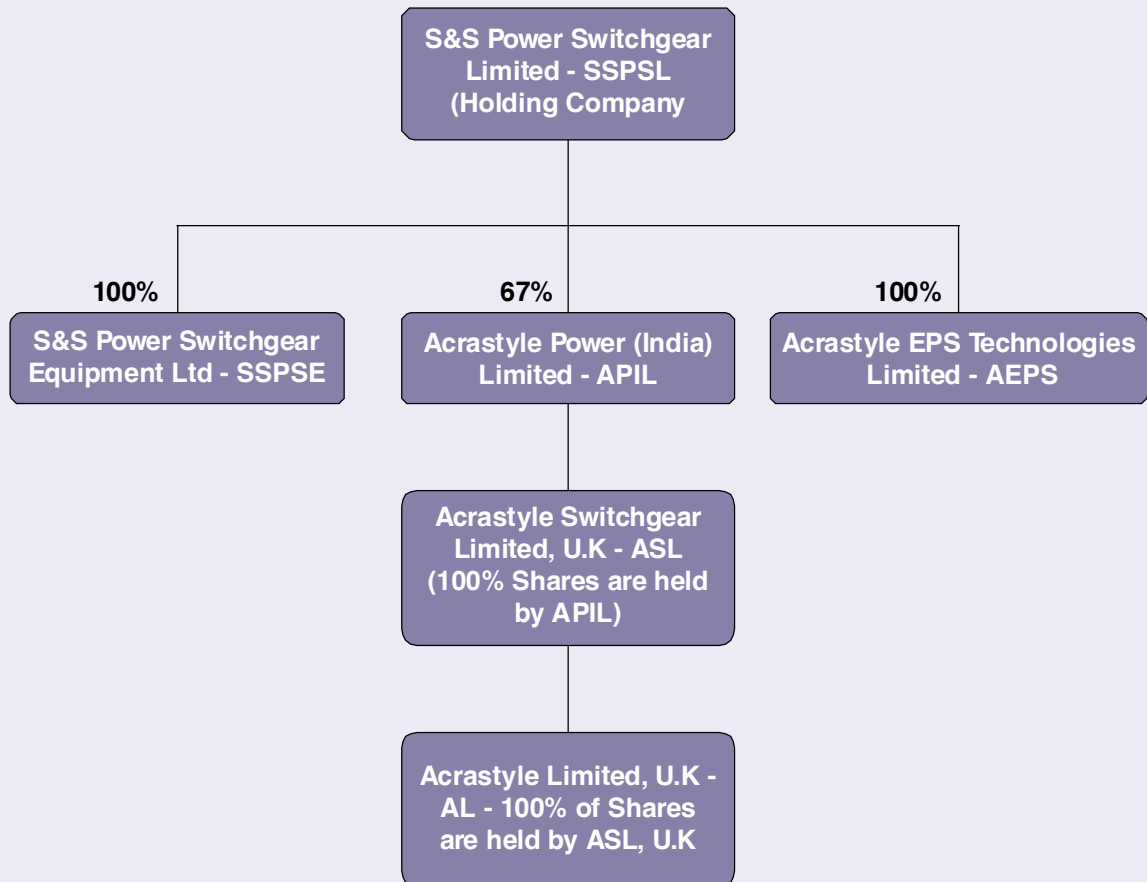 S&S Power Switchgear
Limited - SSPSL
(Holding Company
100%
67%
100%
S&S Power Switchgear
Equipment Ltd - SSPSE
Acrastyle Power (India)
Limited - APIL
Acrastyle EPS Technologies
Limited - AEPS
Acrastyle Switchgear
Limited, U.K - ASL
(100% Shares are held
by APIL)
Acrastyle Limited, U.K -
AL - 100% of Shares
are held by ASL, U.K